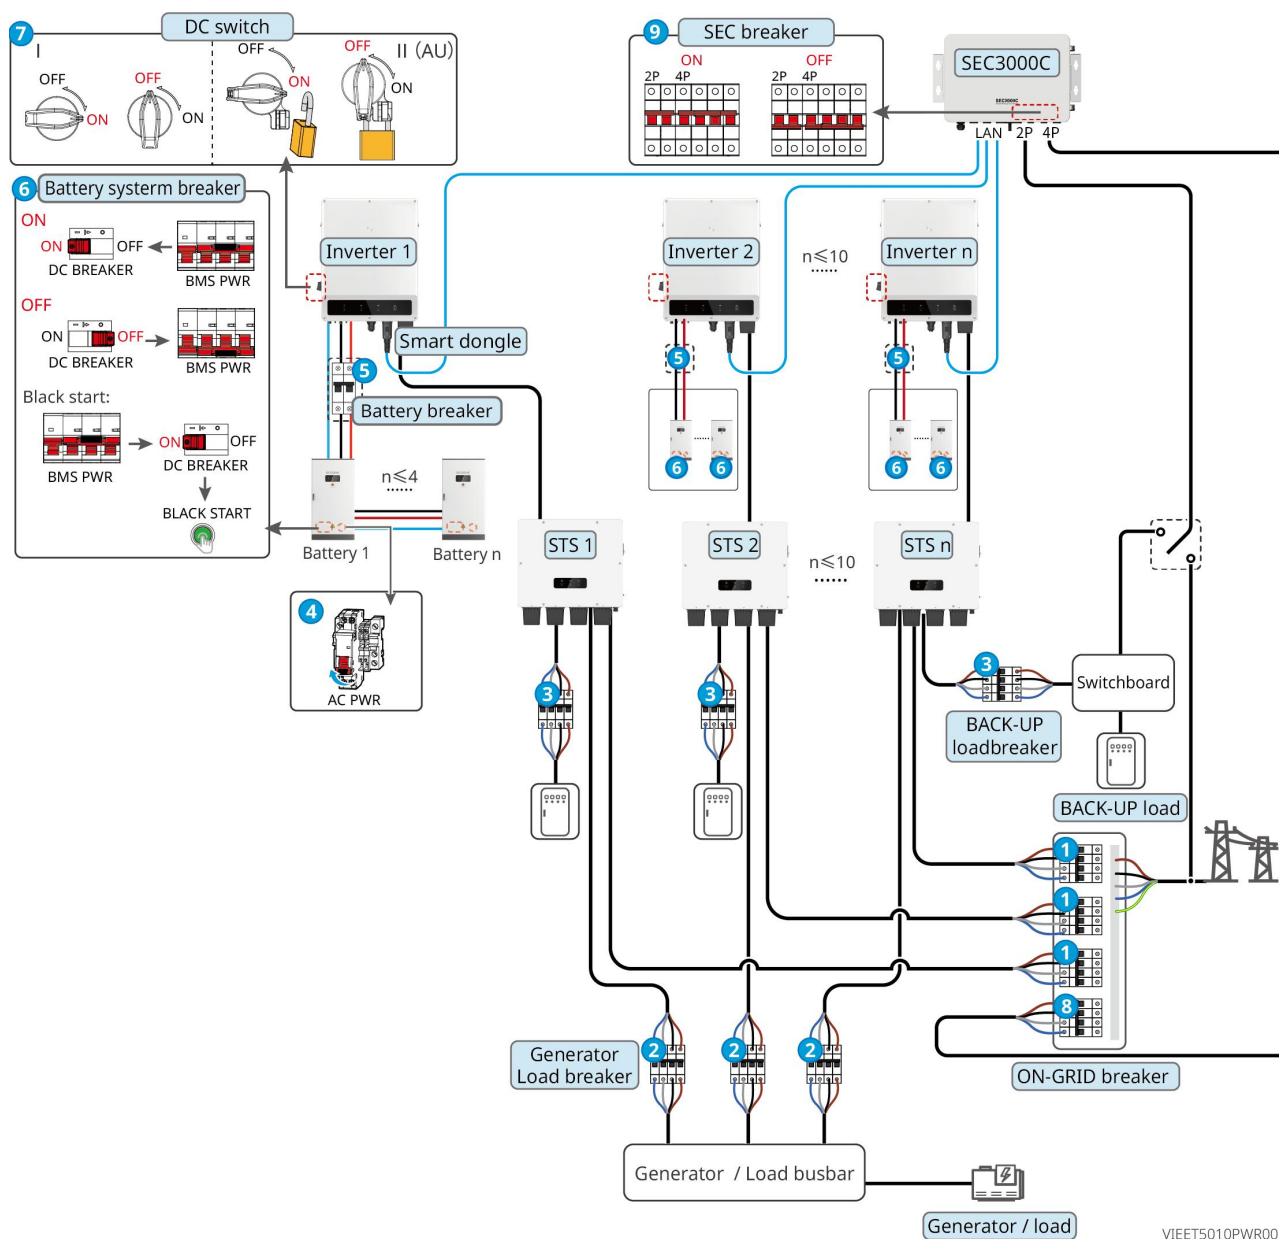 7
DC switch
I
OFF
ON
OFF
ON
OFF
ON
II (AU)
OFF
ON
9
SEC breaker
ON
2P 4P
OFF
2P 4P
SEC3000C
SEC3000C
LAN 2P 4P
6
Battery systerm breaker
ON
ON OFF
DC BREAKER
BMS PWR
OFF
ON OFF
DC BREAKER
BMS PWR
Black start:
BMS PWR
ON OFF
DC BREAKER
BLACK START
Inverter 1
Inverter 2
n≤10
......
Inverter n
Smart dongle
5
Battery breaker
5
5
n≤4
......
Battery 1
Battery n
......
6
6
......
6
6
4
AC PWR
STS 1
STS 2
n≤10
......
STS n
3
3
3
BACK-UP
loadbreaker
Switchboard
BACK-UP load
1
1
1
8
ON-GRID breaker
Generator
Load breaker
2
2
2
Generator / Load busbar
Generator / load
VIEET5010PWR00